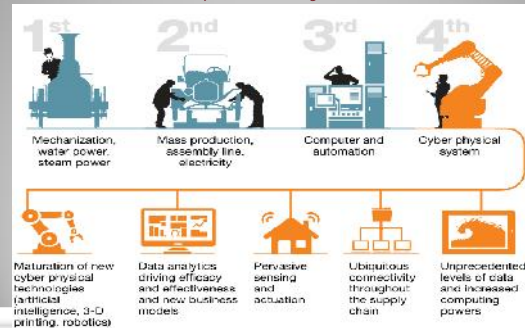 1st 2nd 3rd 4th
Mechanization,
water power,
steam power
Mass production,
assembly line,
electricity
Computer and
automation
Cyber physical
system
Maturation of new
cyber physical
technologies
(artificial
intelligence, 3-D
printing, robotics)
Data analytics
driving efficacy
and effectiveness
and new business
models
Pervasive
sensing
and
actuation
Ubiquitous
connectivity
throughout
the supply
chain
Unprecedented
levels of data
and increased
computing
powers